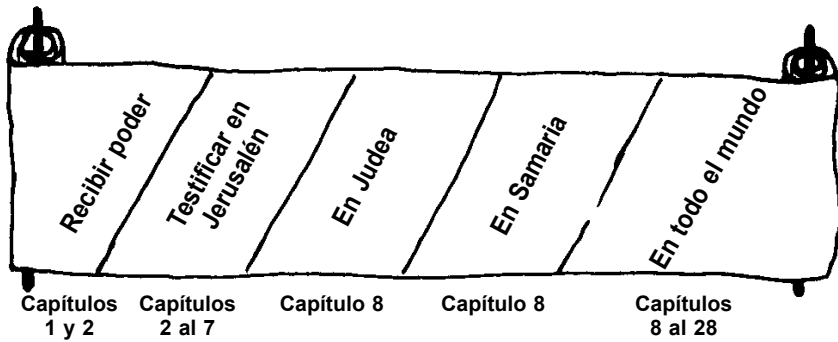 Recibir poder
Testificar en
Jerusalén
En Judea
En Samaria
En todo el mundo
Capítulos
1 y 2
Capítulos
2 al 7
Capítulo 8
Capítulo 8
Capítulos
8 al 28